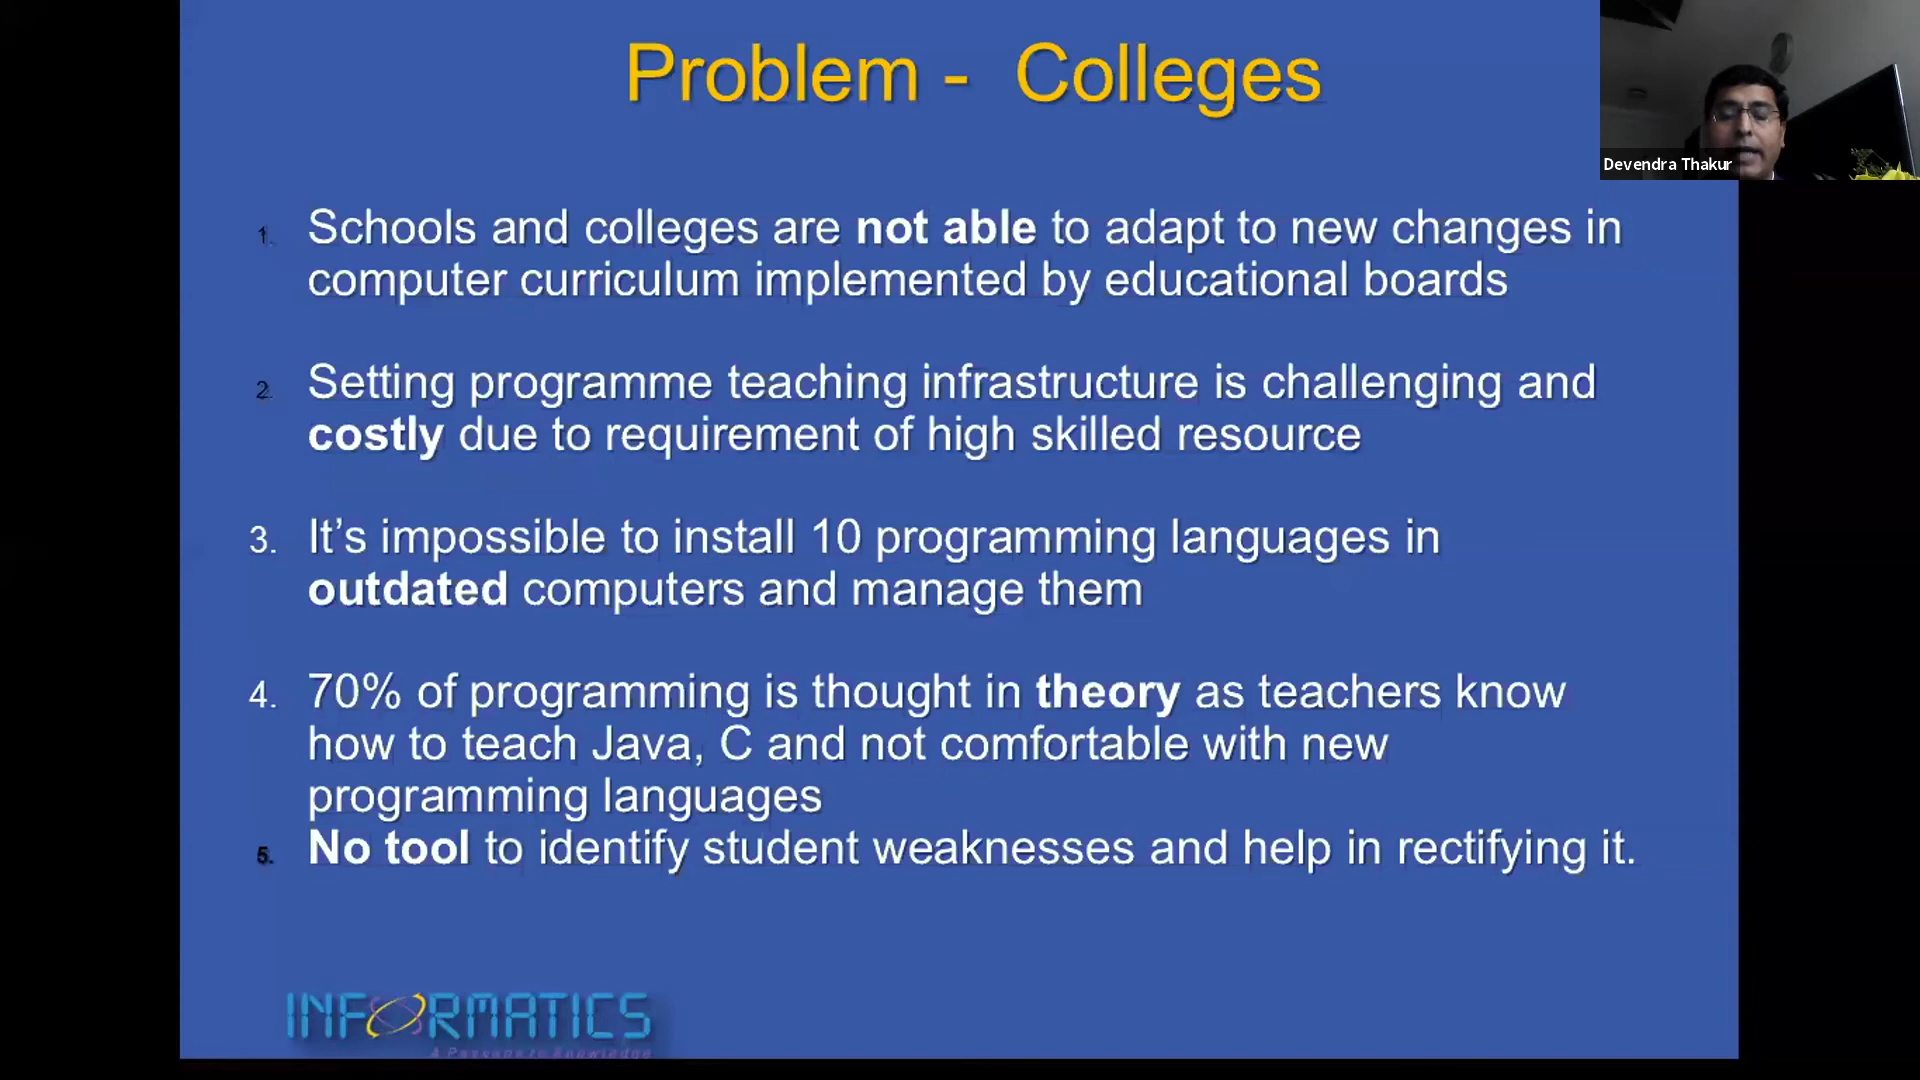 Problem - Colleges
Devendra Thakur
1. Schools and colleges are not able to adapt to new changes in
computer curriculum implemented by educational boards
2. Setting programme teaching infrastructure is challenging and
costly due to requirement of high skilled resource
3. It’s impossible to install 10 programming languages in
outdated computers and manage them
4. 70% of programming is thought in theory as teachers know
how to teach Java, C and not comfortable with new
programming languages
5. No tool to identify student weaknesses and help in rectifying it.
INFORMATICS
A Passage to Knowledge